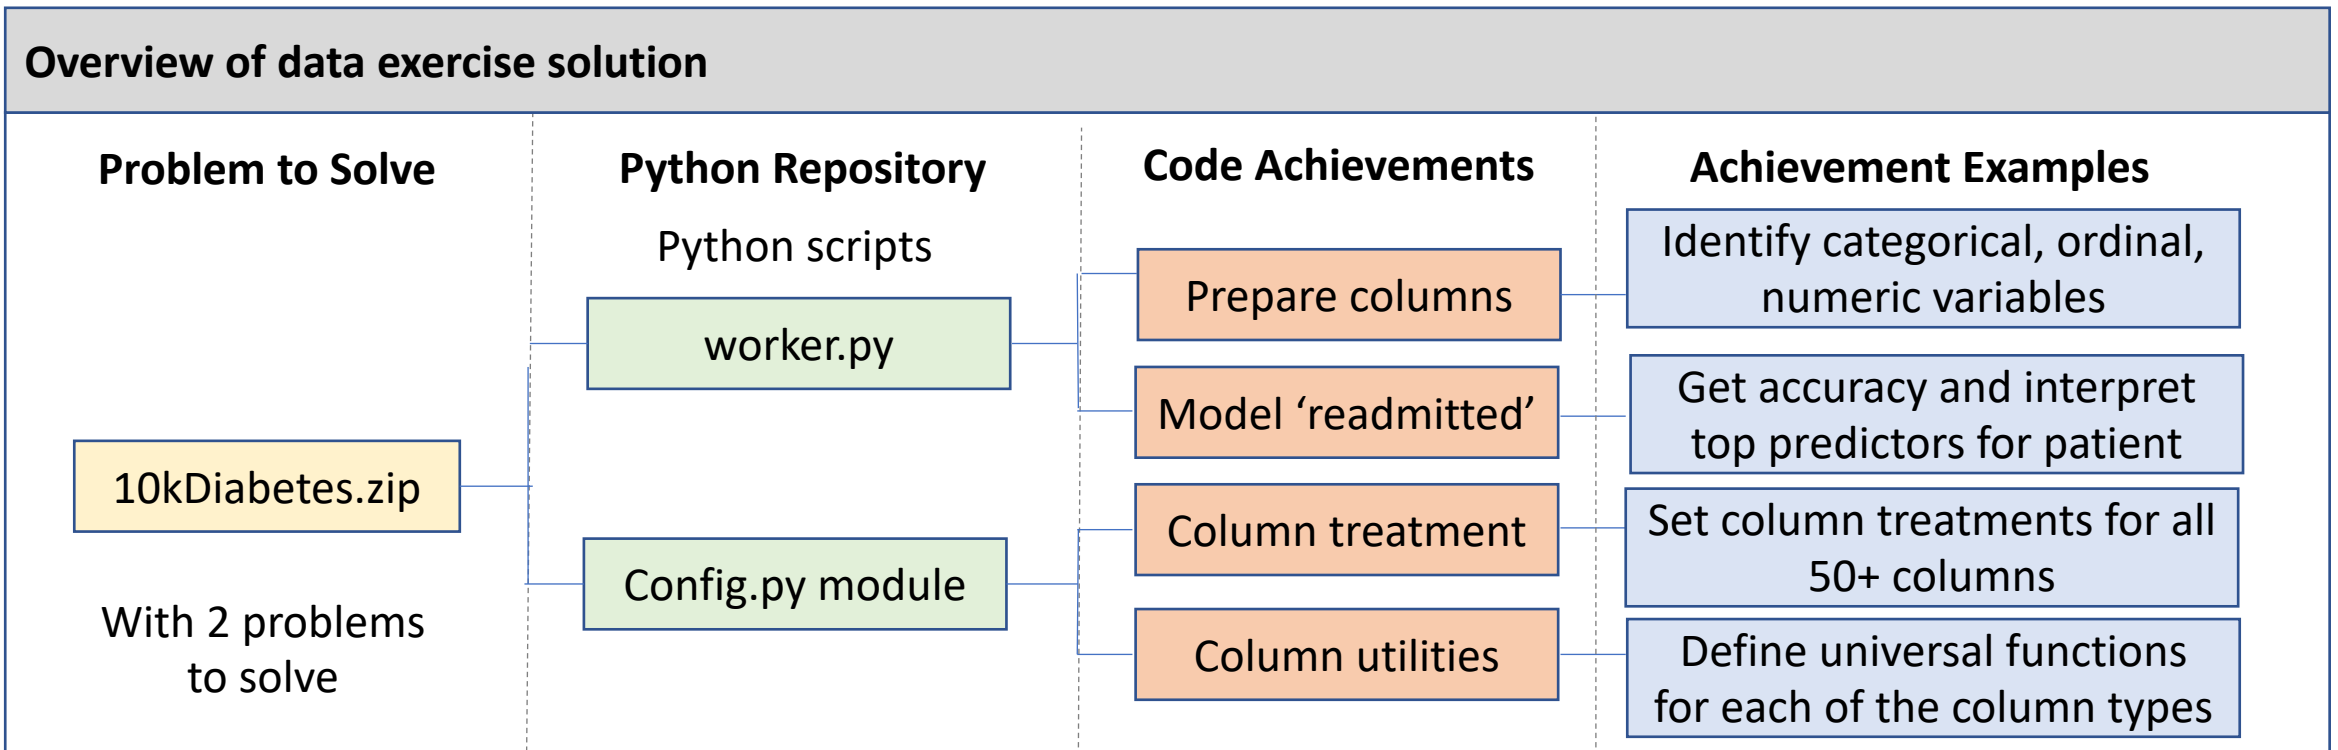 Overview of data exercise solution
Problem to Solve
10kDiabetes.zip
With 2 problems
to solve
Python Repository
Python scripts
worker.py
Config.py module
Code Achievements
Prepare columns
Model ‘readmitted’
Column treatment
Column utilities
Achievement Examples
Identify categorical, ordinal,
numeric variables
Get accuracy and interpret
top predictors for patient
Set column treatments for all
50+ columns
Define universal functions
for each of the column types